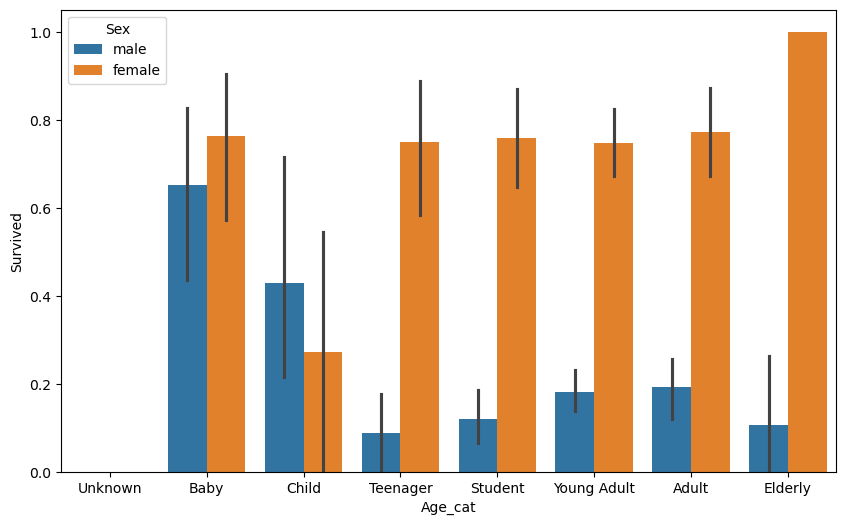 Sex
male
female
1.0
0.8
0.6
0.4
0.2
0.0
Survived
Unknown Baby Child Teenager Student Young Adult Adult Elderly
Age_cat